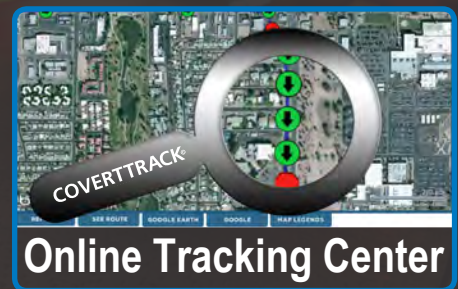 COVERTTRACK®
SEE ROUTE
GOOGLE EARTH
GOOGLE
MAP LEGENDS
Online Tracking Center